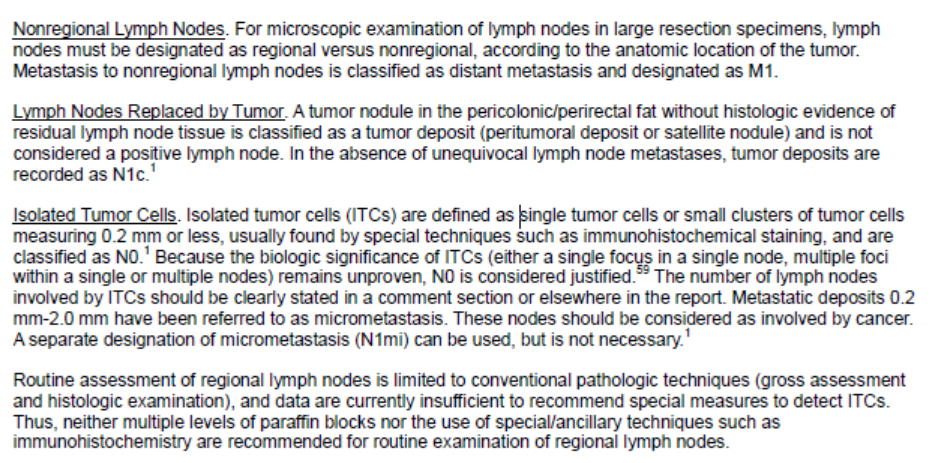 Nonregional Lymph Nodes. For microscopic examination of lymph nodes in large resection specimens, lymph
nodes must be designated as regional versus nonregional, according to the anatomic location of the tumor.
Metastasis to nonregional lymph nodes is classified as distant metastasis and designated as M1.
Lymph Nodes Replaced by Tumor. A tumor nodule in the pericolonic/perirectal fat without histologic evidence of
residual lymph node tissue is classified as a tumor deposit (peritumoral deposit or satellite nodule) and is not
considered a positive lymph node. In the absence of unequivocal lymph node metastases, tumor deposits are
recorded as N1c.1
Isolated Tumor Cells. Isolated tumor cells (ITCs) are defined as single tumor cells or small clusters of tumor cells
measuring 0.2 mm or less, usually found by special techniques such as immunohistochemical staining, and are
classified as N0.1 Because the biologic significance of ITCs (either a single focus in a single node, multiple foci
within a single or multiple nodes) remains unproven, N0 is considered justified.59 The number of lymph nodes
involved by ITCs should be clearly stated in a comment section or elsewhere in the report. Metastatic deposits 0.2
mm-2.0 mm have been referred to as micrometastasis. These nodes should be considered as involved by cancer.
A separate designation of micrometastasis (N1mi) can be used, but is not necessary.1
Routine assessment of regional lymph nodes is limited to conventional pathologic techniques (gross assessment
and histologic examination), and data are currently insufficient to recommend special measures to detect ITCs.
Thus, neither multiple levels of paraffin blocks nor the use of special/ancillary techniques such as
immunohistochemistry are recommended for routine examination of regional lymph nodes.